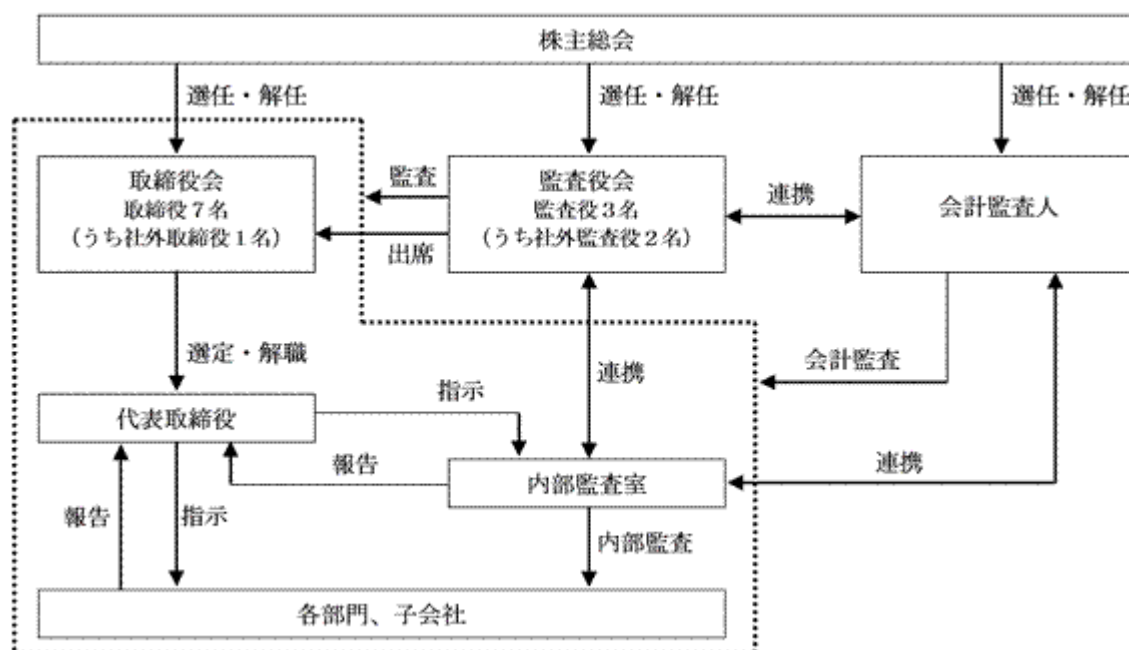 株主総会
選任・解任
選任・解任
選任・解任
取締役会
取締役7名
(うち社外取締役1名)
監査
出席
監査役会
監査役3名
(うち社外監査役2名)
連携
会計監査人
選定・解職
連携
会計監査
代表取締役
指示
報告
内部監査室
連携
報告
指示
内部監査
各部門、子会社